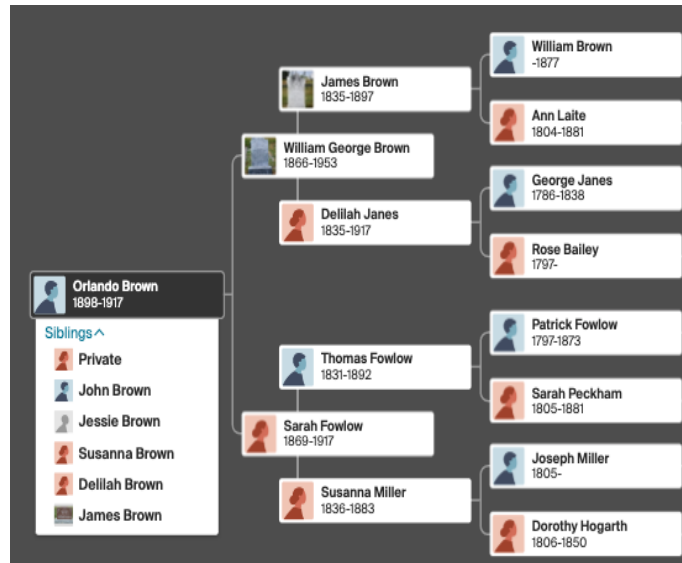 William Brown
-1877
James Brown
1835-1897
Ann Laite
1804-1881
William George Brown
1866-1953
George Janes
1786-1838
Delilah Janes
1835-1917
Rose Bailey
1797-
Orlando Brown
1898-1917
Siblings
Private
John Brown
Jessie Brown
Susanna Brown
Delilah Brown
James Brown
Patrick Fowlow
1797-1873
Thomas Fowlow
1831-1892
Sarah Peckham
1805-1881
Sarah Fowlow
1869-1917
Joseph Miller
1805-
Susanna Miller
1836-1883
Dorothy Hogarth
1806-1850